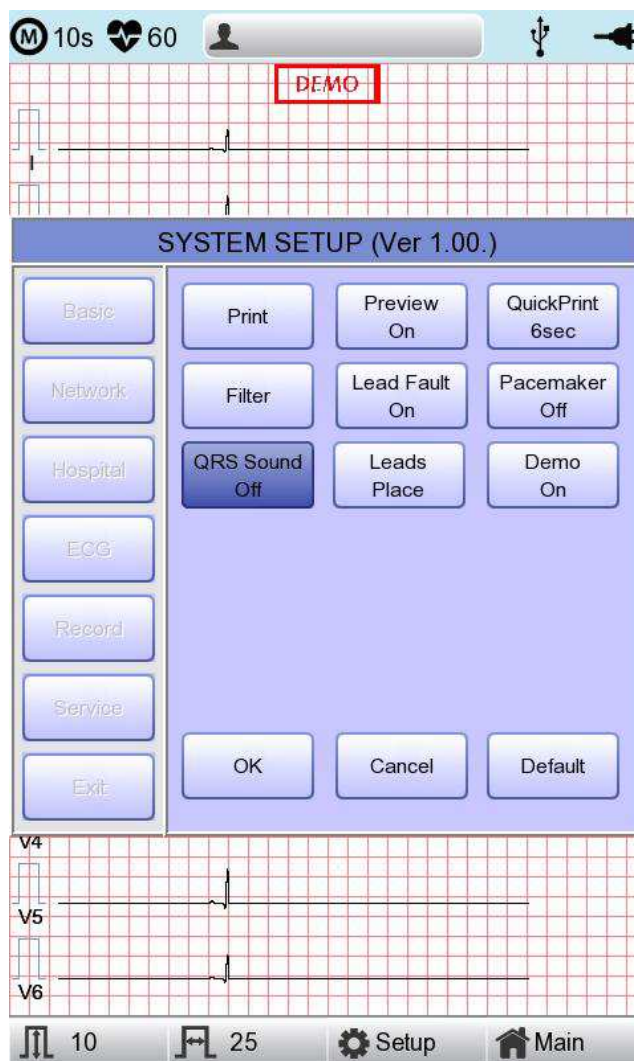 M 10s 60
DEMO
I
SYSTEM SETUP (Ver 1.00.)
Basic
Network
Hospital
ECG
Record
Service
Exit
Print
Preview
On
QuickPrint
6sec
Filter
Lead Fault
On
Pacemaker
Off
QRS Sound
Off
Leads
Place
Demo
On
OK
Cancel
Default
V4
V5
V6
10
25
Setup
Main